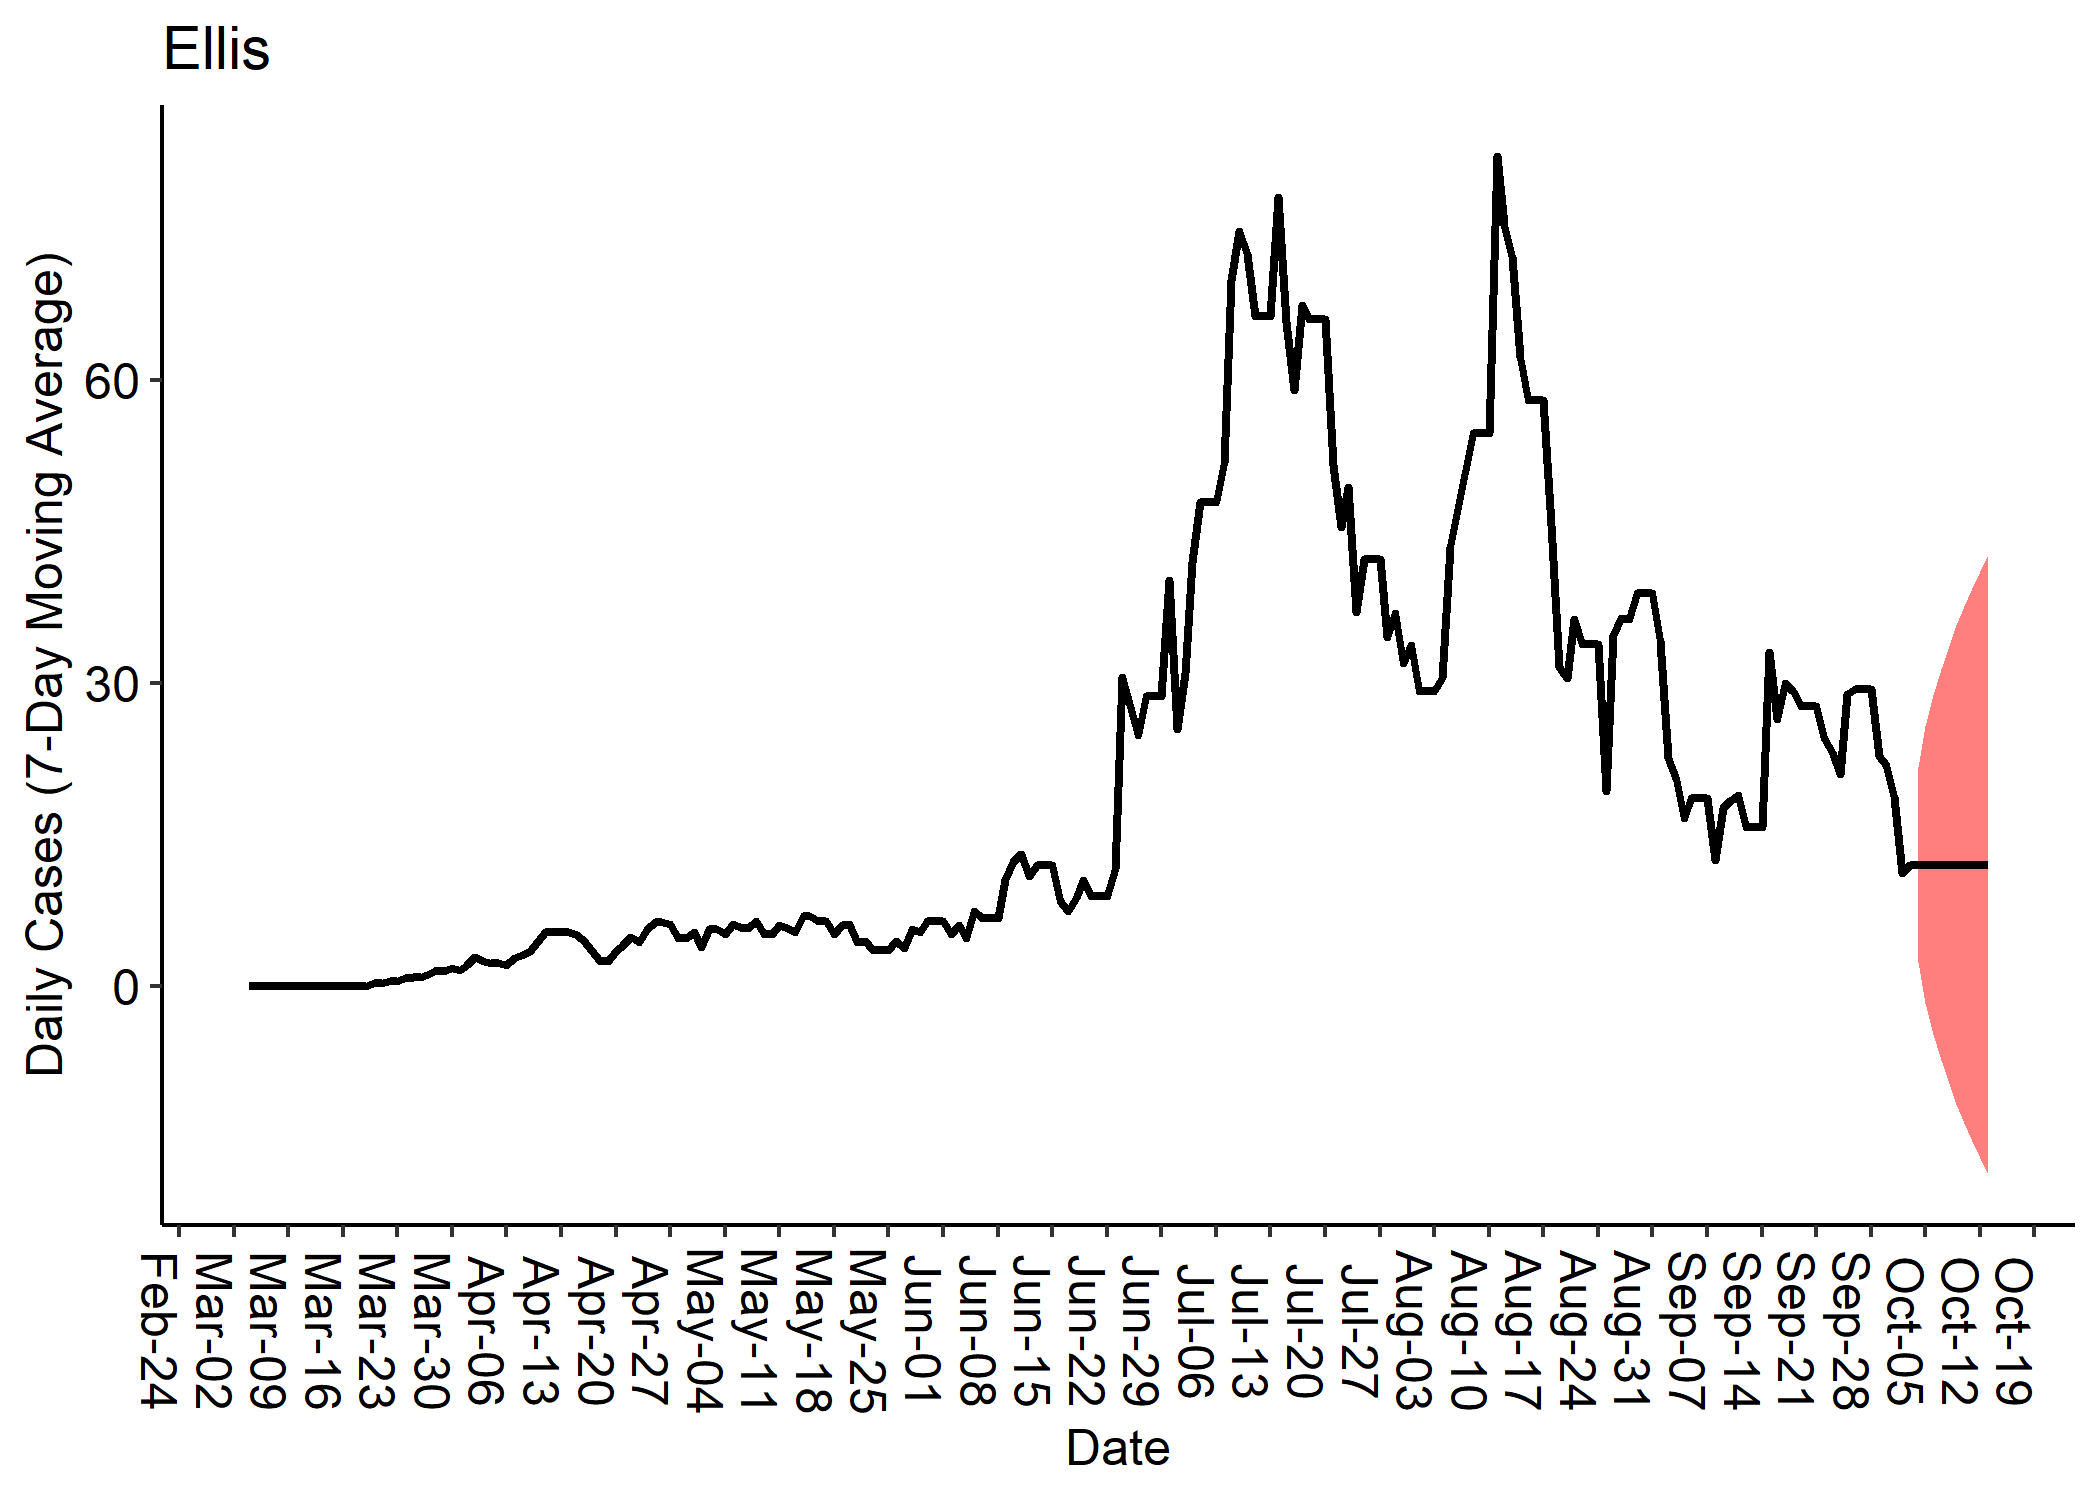 Ellis
Daily Cases (7-Day Moving Average)
60
30
0
Feb-24
Mar-02
Mar-09
Mar-16
Mar-23
Mar-30
Apr-06
Apr-13
Apr-20
Apr-27
May-04
May-11
May-18
May-25
Jun-01
Jun-08
Jun-15
Jun-22
Jun-29
Jul-06
Jul-13
Jul-20
Jul-27
Aug-03
Aug-10
Aug-17
Aug-24
Aug-31
Sep-07
Sep-14
Sep-21
Sep-28
Oct-05
Oct-12
Oct-19
Date